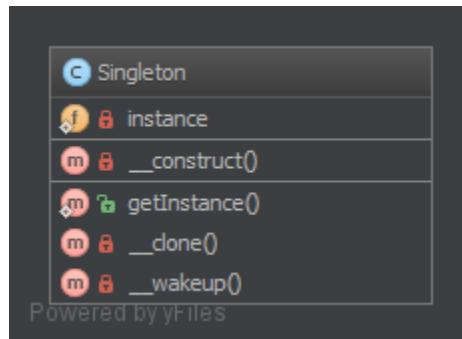 C Singleton
f instance
m __construct()
m getInstance()
m __clone()
m __wakeup()
Powered by yFiles